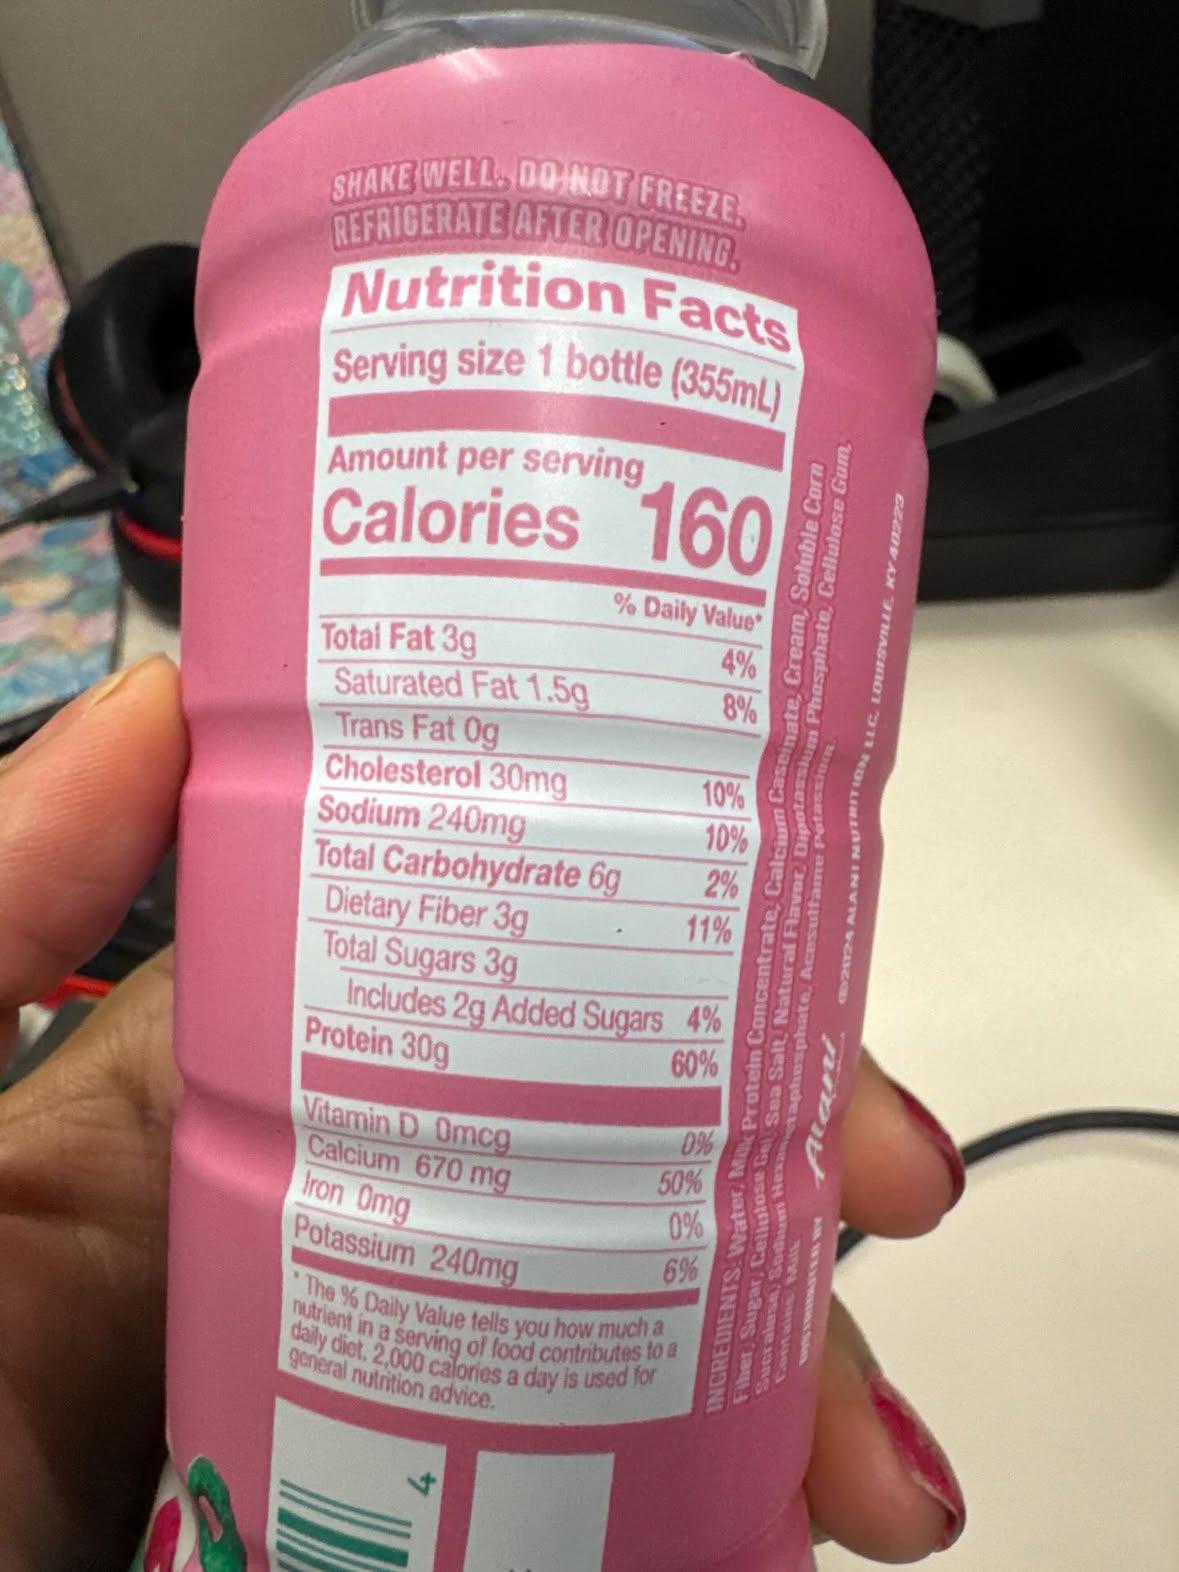 SHAKE WELL. DO NOT FREEZE.
REFRIGERATE AFTER OPENING.
Nutrition Facts
Serving size 1 bottle (355mL)
Amount per serving
Calories 160
% Daily Value*
Total Fat 3g 4%
Saturated Fat 1.5g 8%
Trans Fat 0g
Cholesterol 30mg 10%
Sodium 240mg 10%
Total Carbohydrate 6g 2%
Dietary Fiber 3g 11%
Total Sugars 3g
Includes 2g Added Sugars 4%
Protein 30g 60%
Vitamin D 0mcg 0%
Calcium 670 mg 50%
Iron 0mg 0%
Potassium 240mg 6%
* The % Daily Value tells you how much a
nutrient in a serving of food contributes to a
daily diet. 2,000 calories a day is used for
general nutrition advice.
INGREDIENTS: Water, Milk Protein Concentrate, Calcium Caseinate, Cream, Soluble Corn
Fiber, Sugar, Cellulose Gel, Sea Salt, Natural Flavor, Dipotassium Phosphate, Cellulose Gum,
Sucralose, Sodium Hexametaphosphate, Acesulfame Potassium.
Contains: Milk
DISTRIBUTED BY
Alani
©2024 ALANI NUTRITION LLC, LOUISVILLE, KY 40223
4